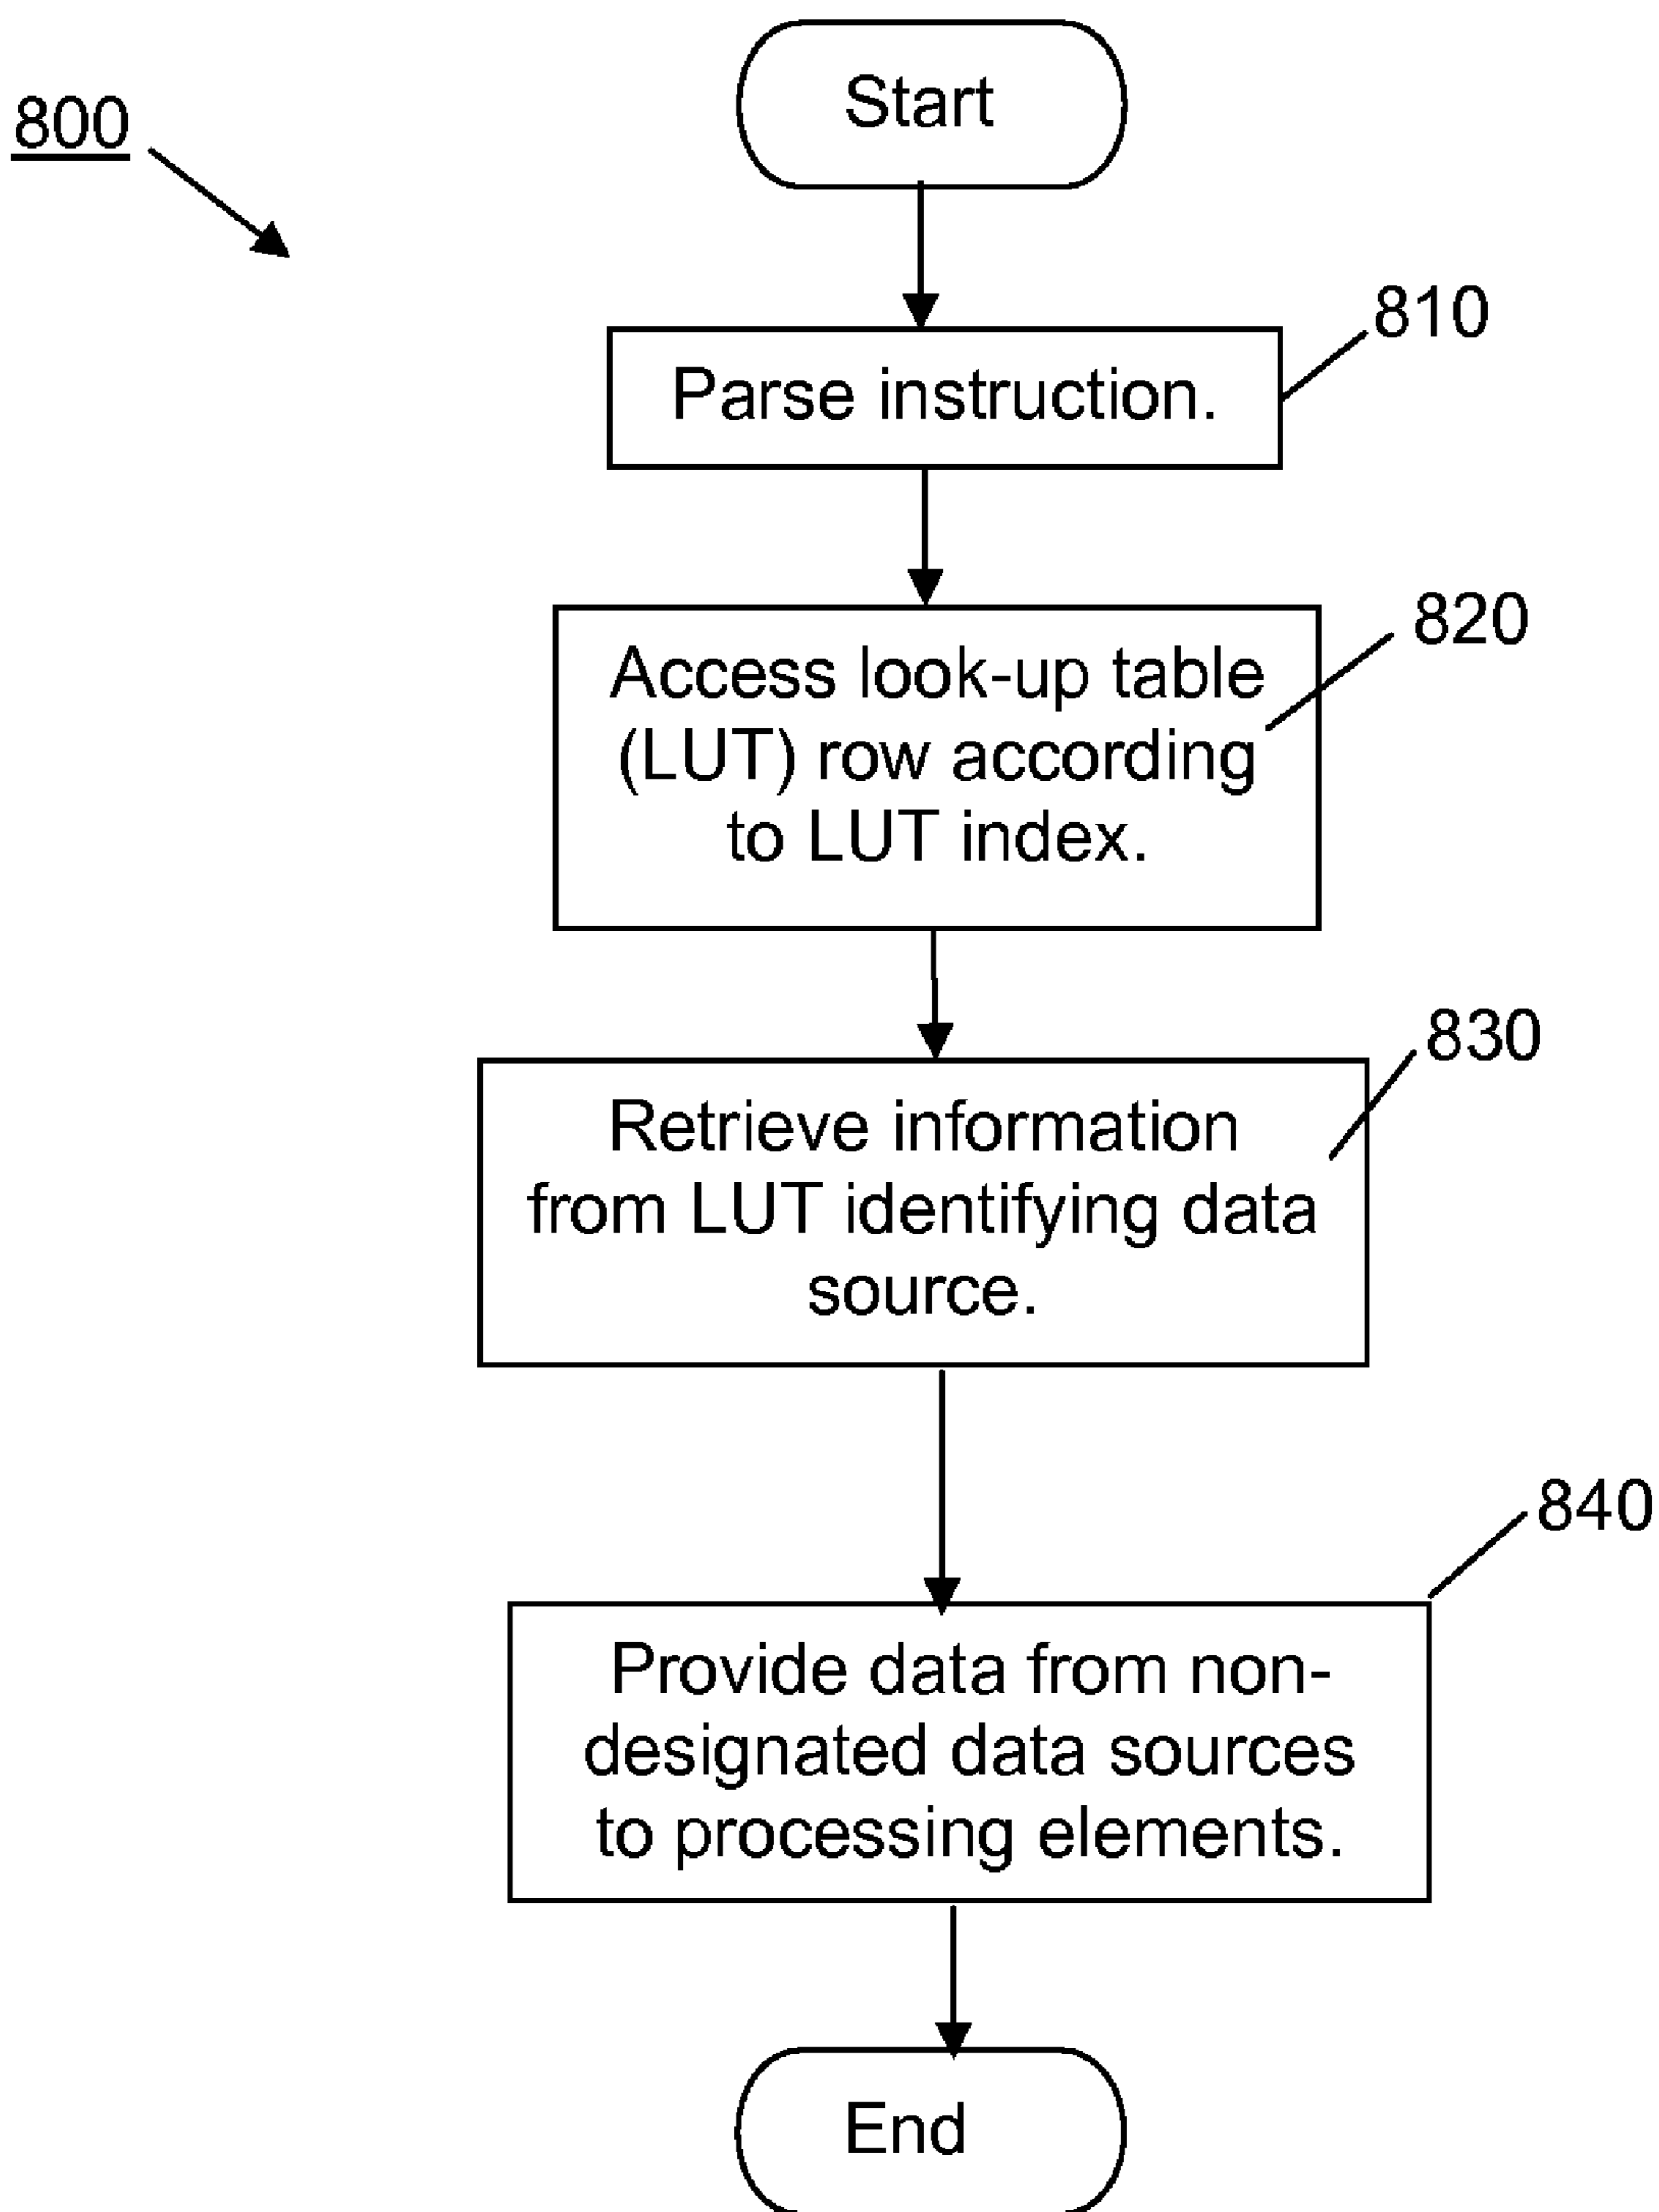 Start
800
810
Parse instruction.
820
Access look-up table
(LUT) row according
to LUT index.
830
Retrieve information
from LUT identifying data
source.
840
Provide data from non-
designated data sources
to processing elements.
End